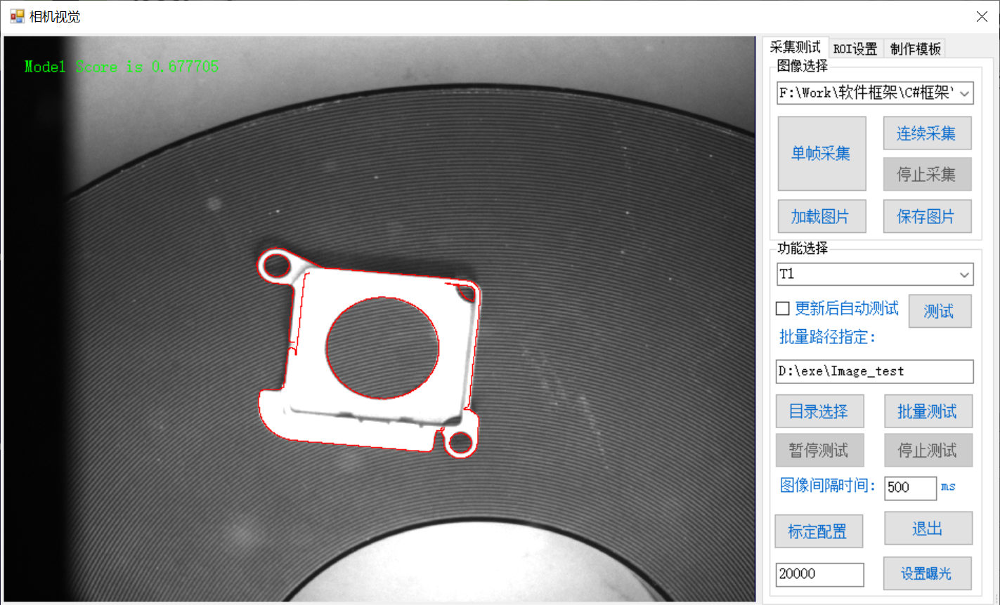 相机视觉
Model Score is 0.677705
采集测试 ROI设置 制作模板
图像选择
F:\Work\软件框架\C#框架
单帧采集
连续采集
停止采集
加载图片
保存图片
功能选择
T1
更新后自动测试
测试
批量路径指定:
D:\exe\Image_test
目录选择
批量测试
暂停测试
停止测试
图像间隔时间: 500 ms
标定配置
退出
20000
设置曝光